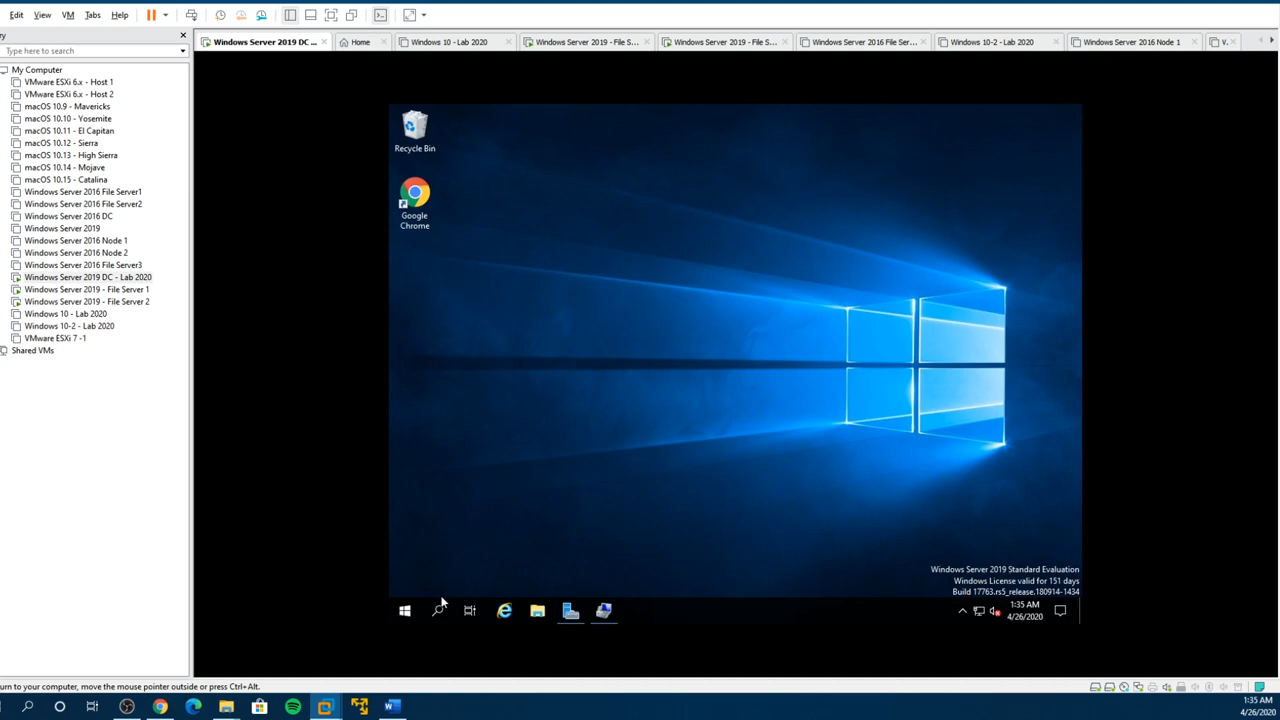 Edit View VM Tabs Help
ry
Type here to search
My Computer
VMware ESXi 6.x - Host 1
VMware ESXi 6.x - Host 2
macOS 10.9 - Mavericks
macOS 10.10 - Yosemite
macOS 10.11 - El Capitan
macOS 10.12 - Sierra
macOS 10.13 - High Sierra
macOS 10.14 - Mojave
macOS 10.15 - Catalina
Windows Server 2016 File Server1
Windows Server 2016 File Server2
Windows Server 2016 DC
Windows Server 2019
Windows Server 2016 Node 1
Windows Server 2016 Node 2
Windows Server 2016 File Server3
Windows Server 2019 DC - Lab 2020
Windows Server 2019 - File Server 1
Windows Server 2019 - File Server 2
Windows 10 - Lab 2020
Windows 10-2 - Lab 2020
VMware ESXi 7 -1
Shared VMs
Windows Server 2019 DC ...
Home
Windows 10 - Lab 2020
Windows Server 2019 - File S...
Windows Server 2019 - File S...
Windows Server 2016 File Ser...
Windows 10-2 - Lab 2020
Windows Server 2016 Node 1
V.
Recycle Bin
Google
Chrome
Windows Server 2019 Standard Evaluation
Windows License valid for 151 days
Build 17763.rs5_release.180914-1434
1:35 AM
4/26/2020
urn to your computer, move the mouse pointer outside or press Ctrl+Alt.
1:35 AM
4/26/2020